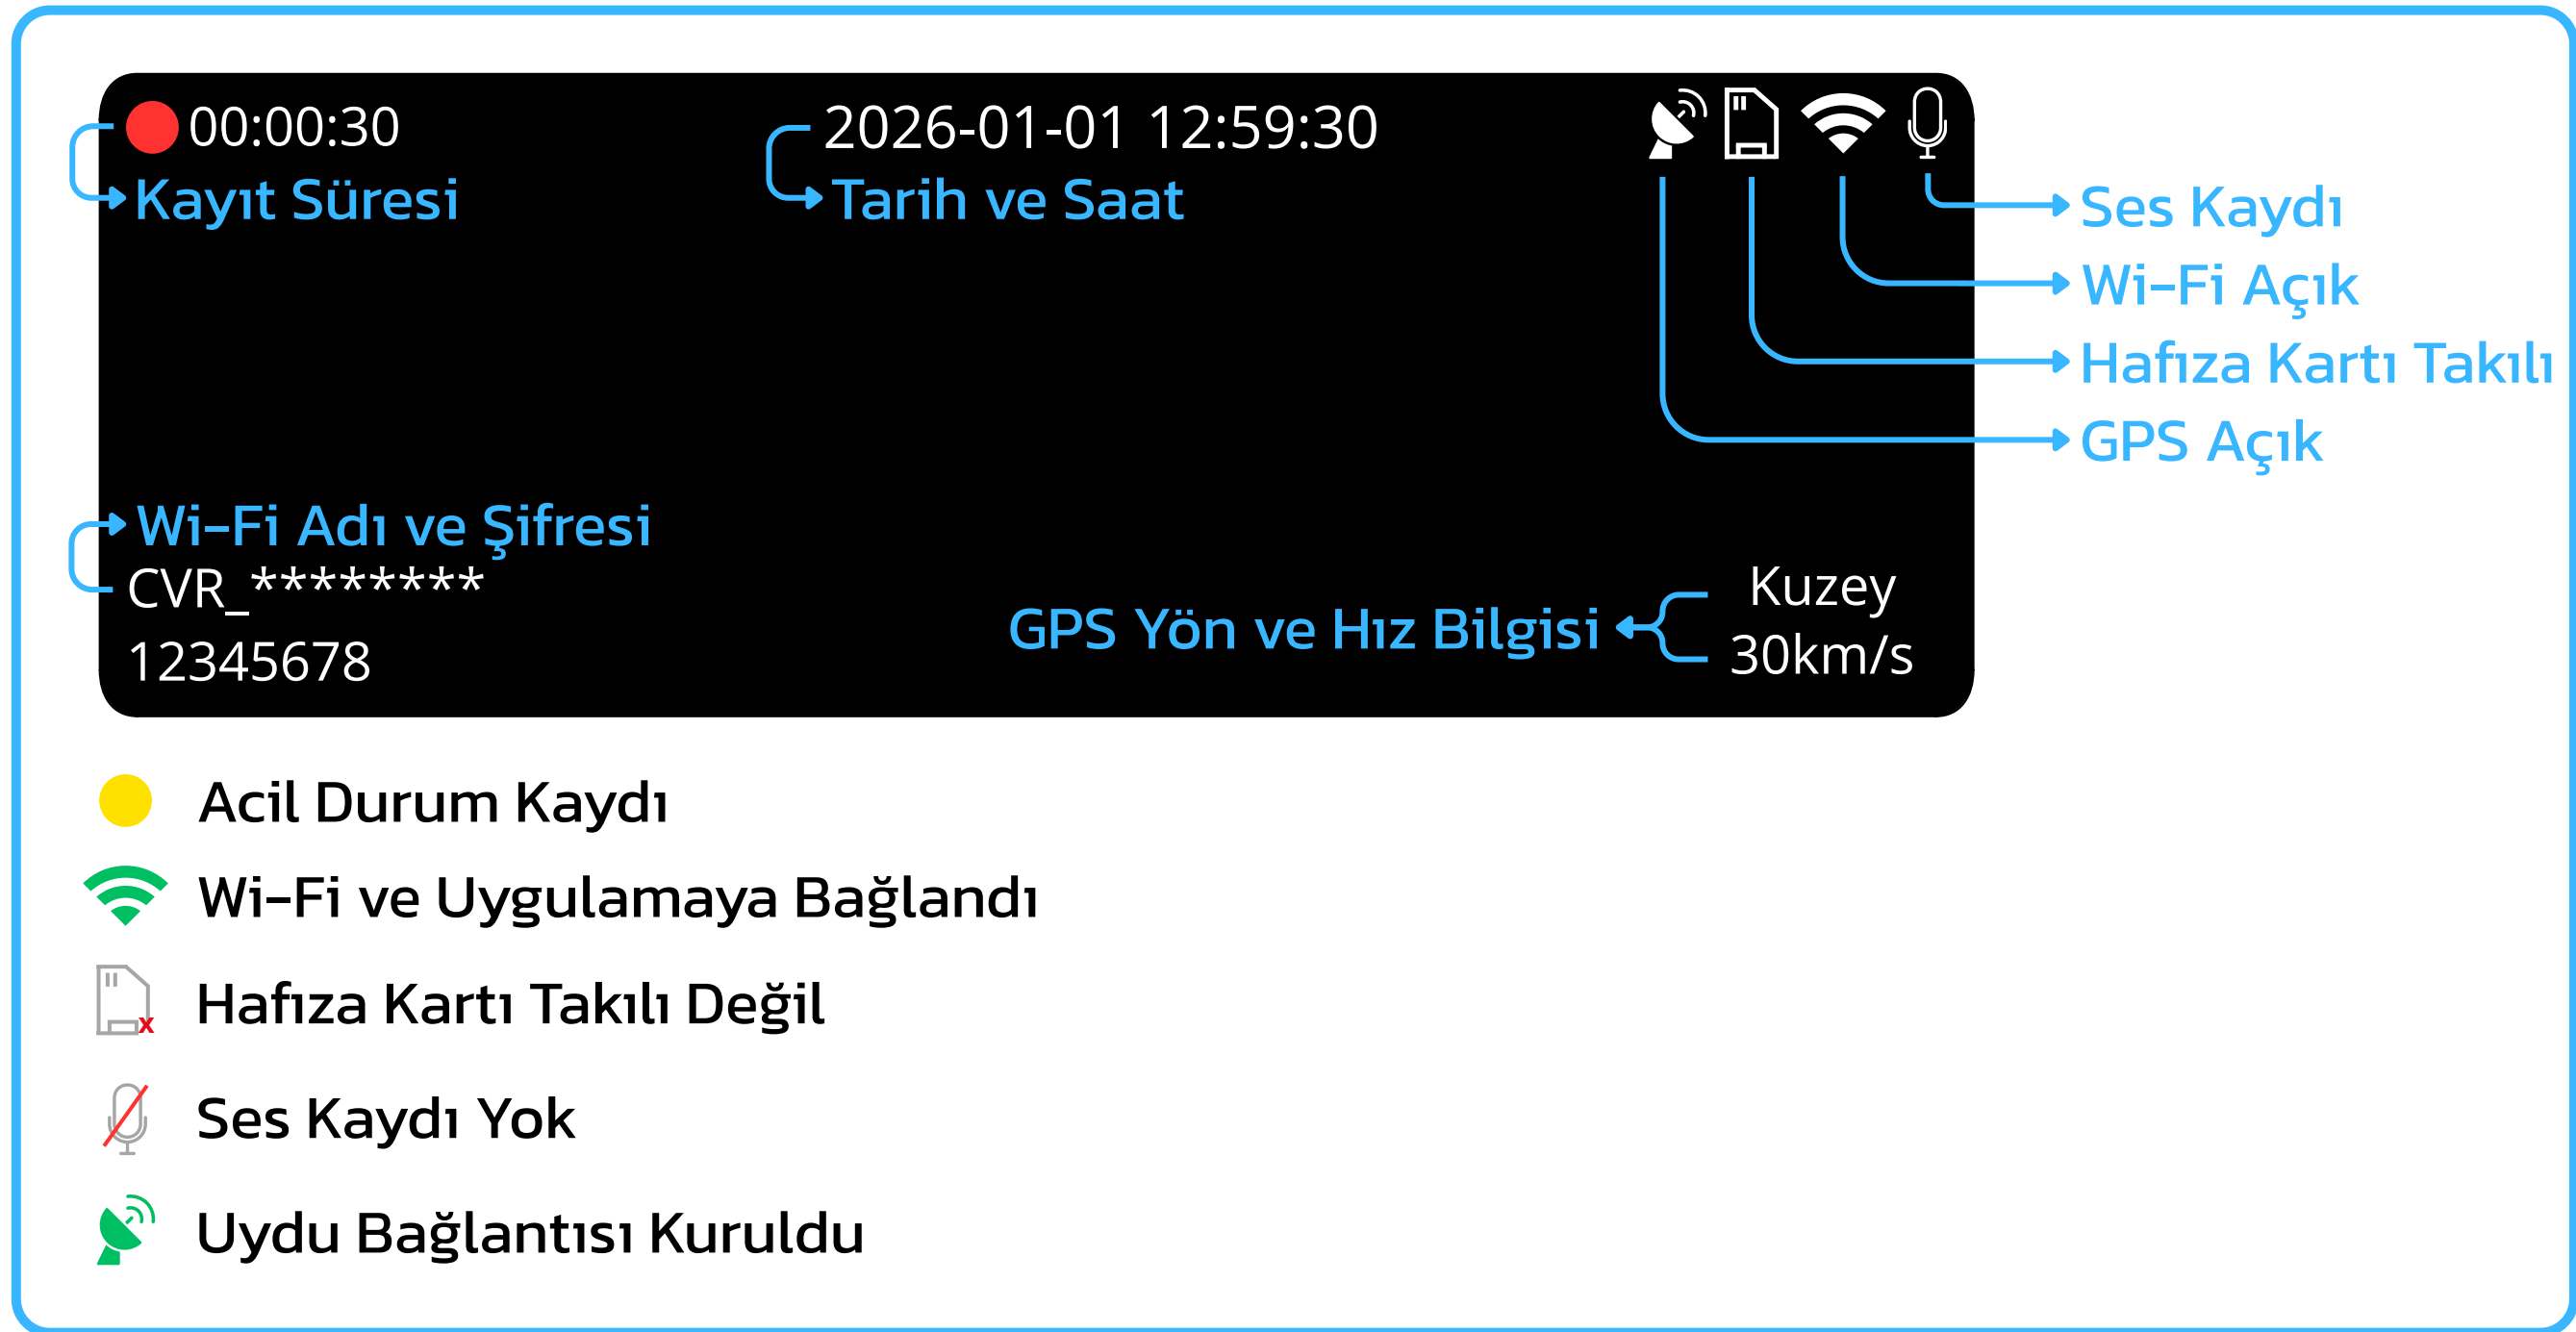 00:00:30
2026-01-01 12:59:30
Kayıt Süresi
Tarih ve Saat
Ses Kaydı
Wi-Fi Açık
Hafıza Kartı Takılı
GPS Açık
Wi-Fi Adı ve Şifresi
CVR_********
12345678
GPS Yön ve Hız Bilgisi
Kuzey
30km/s
Acil Durum Kaydı
Wi-Fi ve Uygulamaya Bağlandı
Hafıza Kartı Takılı Değil
Ses Kaydı Yok
Uydu Bağlantısı Kuruldu